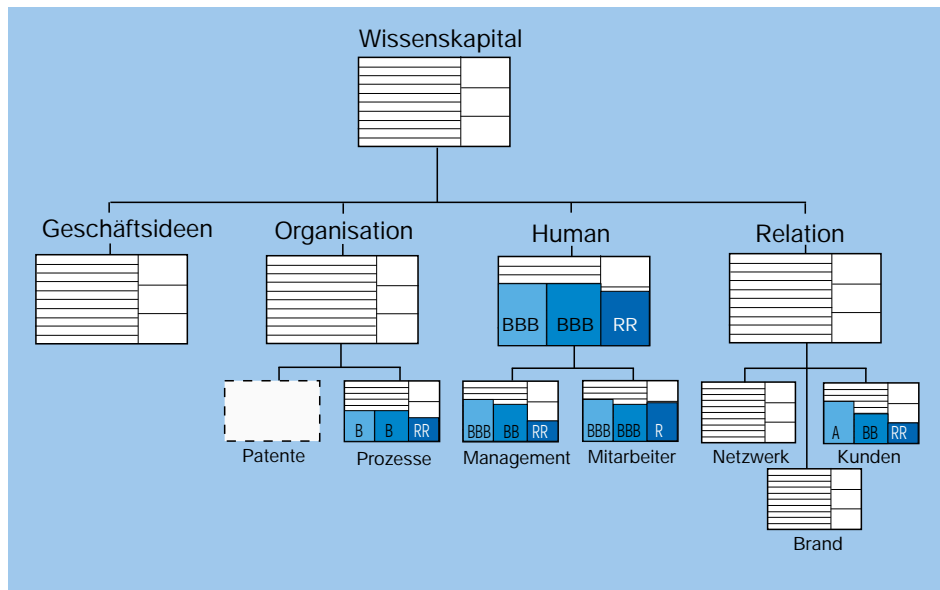 Wissenskapital
Geschäftsideen Organisation Human Relation
BBB BBB RR
B B RR BBB BB RR BBB BBB R A BB RR
Patente Prozesse Management Mitarbeiter Netzwerk Kunden
Brand